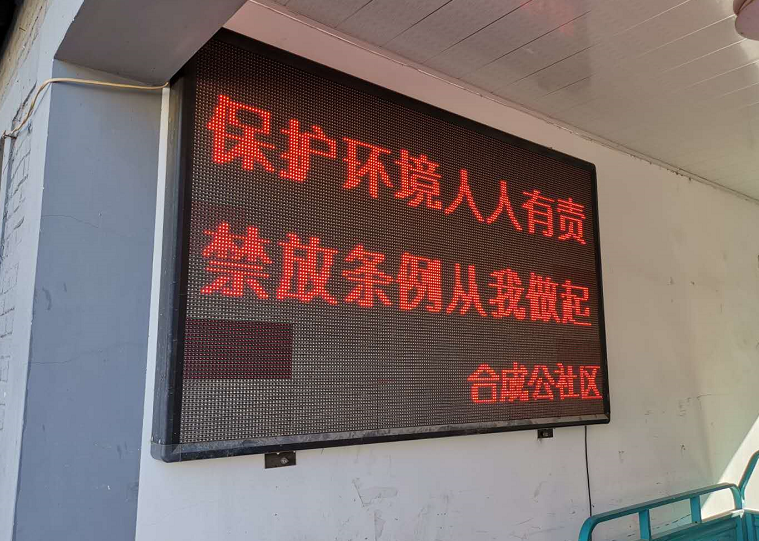 保护环境人人有责
禁放条例从我做起
合成公社区